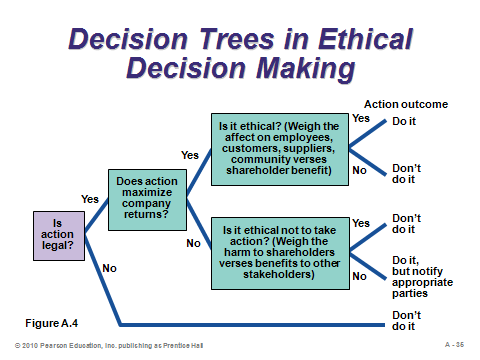 Decision Trees in Ethical
Decision Making
Action outcome
Is it ethical? (Weigh the
affect on employees,
customers, suppliers,
community verses
shareholder benefit)
Yes
Do it
No
Don't
do it
Yes
Does action
maximize
company
returns?
Yes
Is
action
legal?
No
Is it ethical not to take
action? (Weigh the
harm to shareholders
verses benefits to other
stakeholders)
Yes
Don't
do it
No
Do it,
but notify
appropriate
parties
No
Don't
do it
Figure A.4
© 2010 Pearson Education, Inc. publishing as Prentice Hall
A - 35